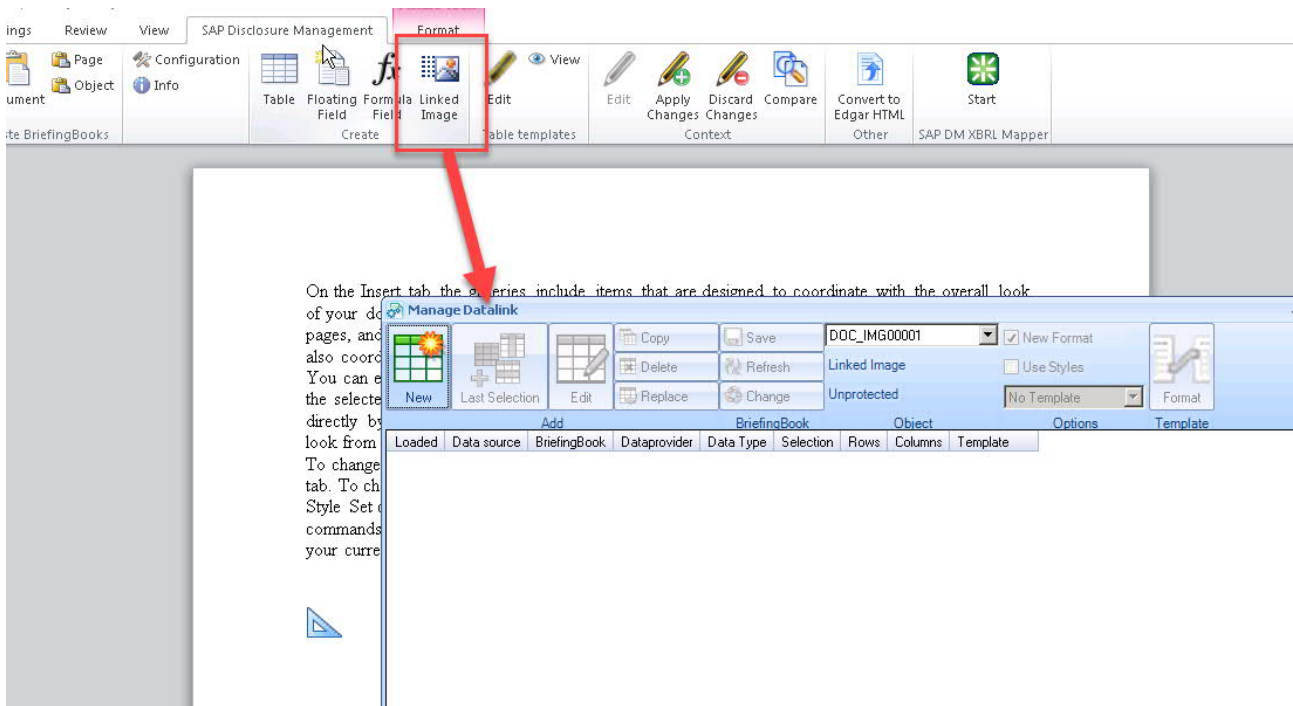 ings Review View SAP Disclosure Management Format
Page Configuration View
ument Object Info Table Floating Field Formula Field Linked Image Edit Edit Apply Changes Discard Changes Compare Convert to Edgar HTML Start
te BriefingBooks Create Table templates Context Other SAP DM XBRL Mapper
On the Insert tab, the galleries include items that are designed to coordinate with the overall look
of your do
pages, and
also coord
You can e
the selecte
directly by
look from
To change
tab. To ch
Style Set
commands
your curre
Manage Datalink
Copy Save DOC_IMG00001 New Format
Delete Refresh Linked Image Use Styles
New Last Selection Edit Replace Change Unprotected No Template Format
Add BriefingBook Object Options Template
Loaded Data source BriefingBook Dataprovider Data Type Selection Rows Columns Template